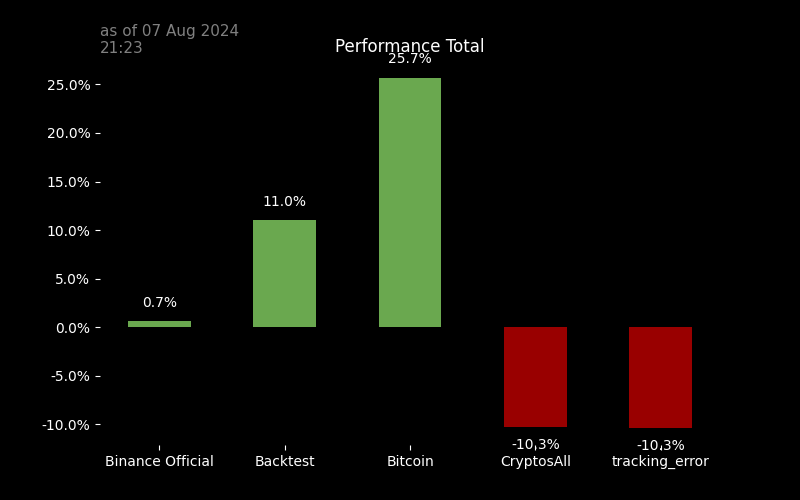 as of 07 Aug 2024
21:23
Performance Total
25.7%
25.0%
20.0%
15.0%
11.0%
10.0%
5.0%
0.7%
0.0%
-5.0%
-10.0%
-10.3%
-10.3%
Binance Official
Backtest
Bitcoin
CryptosAll
tracking_error